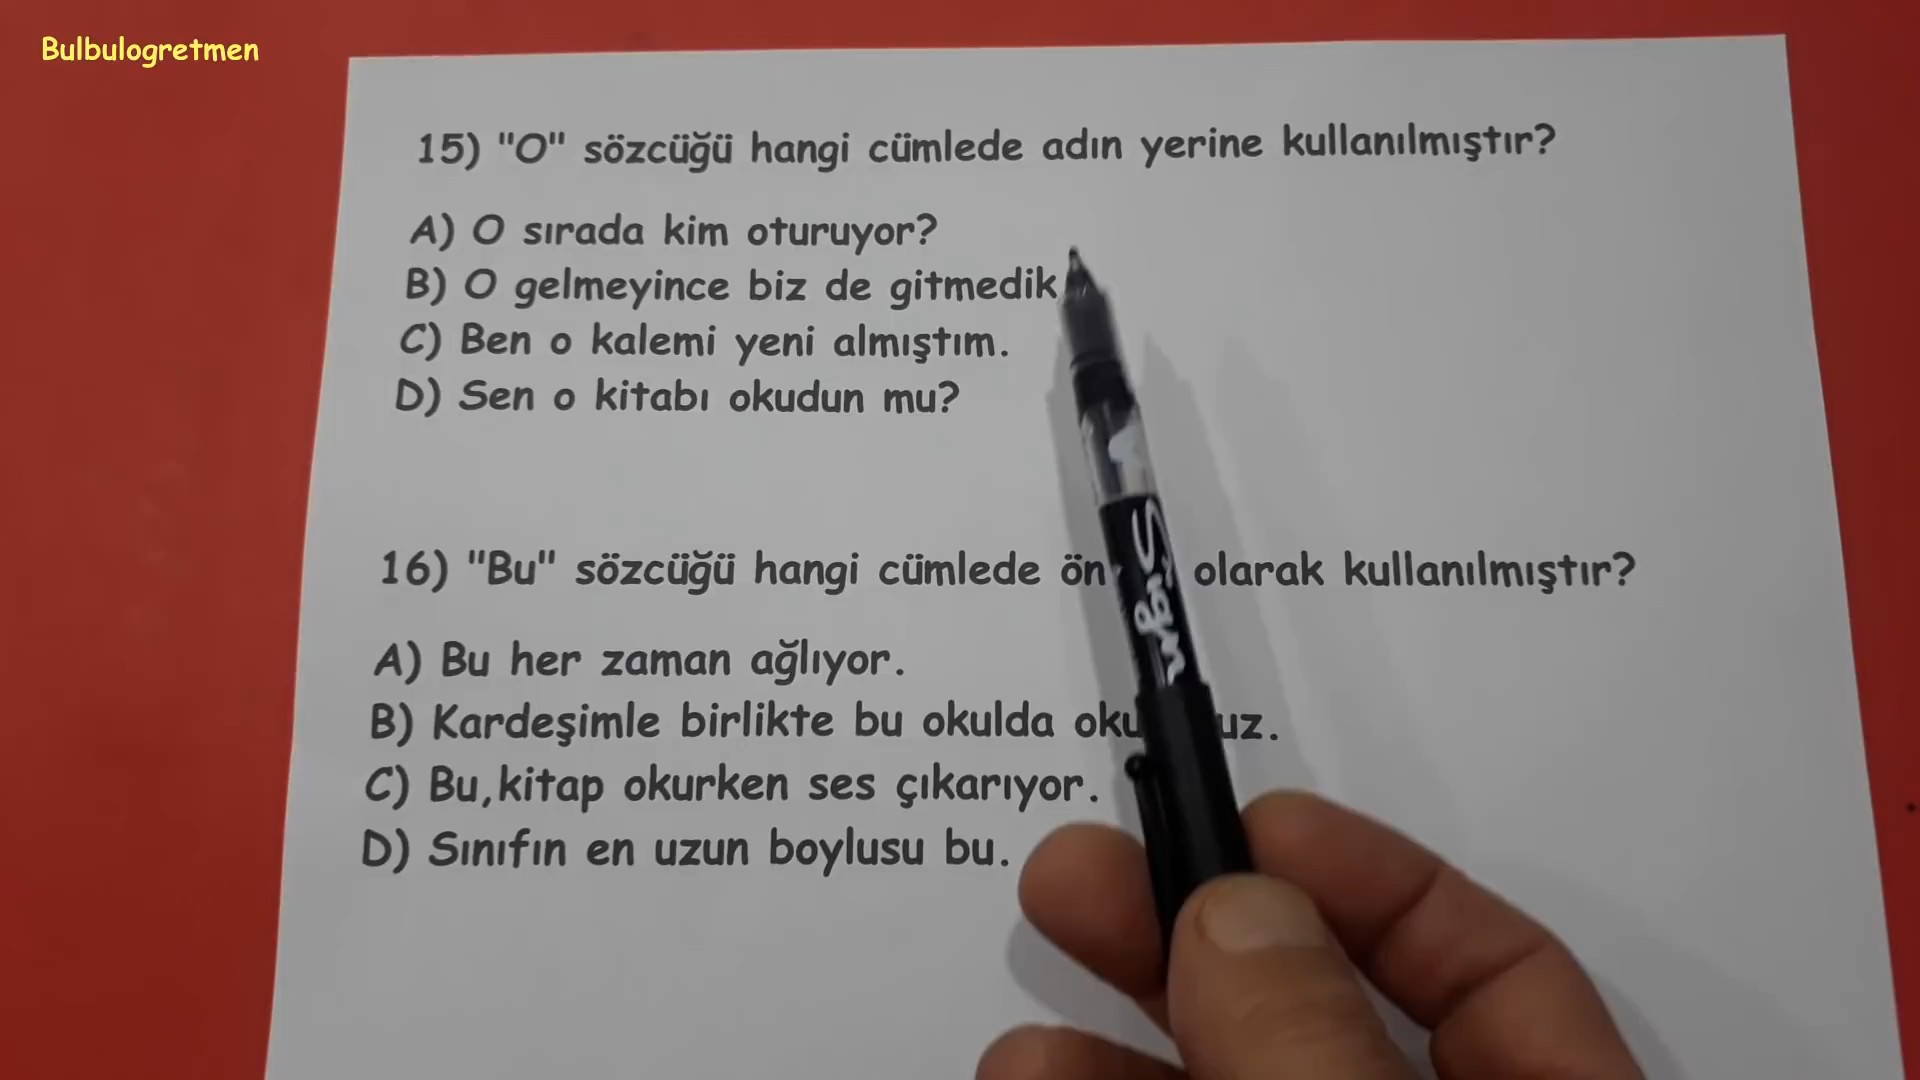 Bulbulogretmen
15) "O" sözcüğü hangi cümlede adın yerine kullanılmıştır?
A) O sırada kim oturuyor?
B) O gelmeyince biz de gitmedik
C) Ben o kalemi yeni almıştım.
D) Sen o kitabı okudun mu?
16) "Bu" sözcüğü hangi cümlede ön olarak kullanılmıştır?
A) Bu her zaman ağlıyor.
B) Kardeşimle birlikte bu okulda
C) Bu,kitap okurken ses çıkarıyor.
D) Sınıfın en uzun boylusu bu.